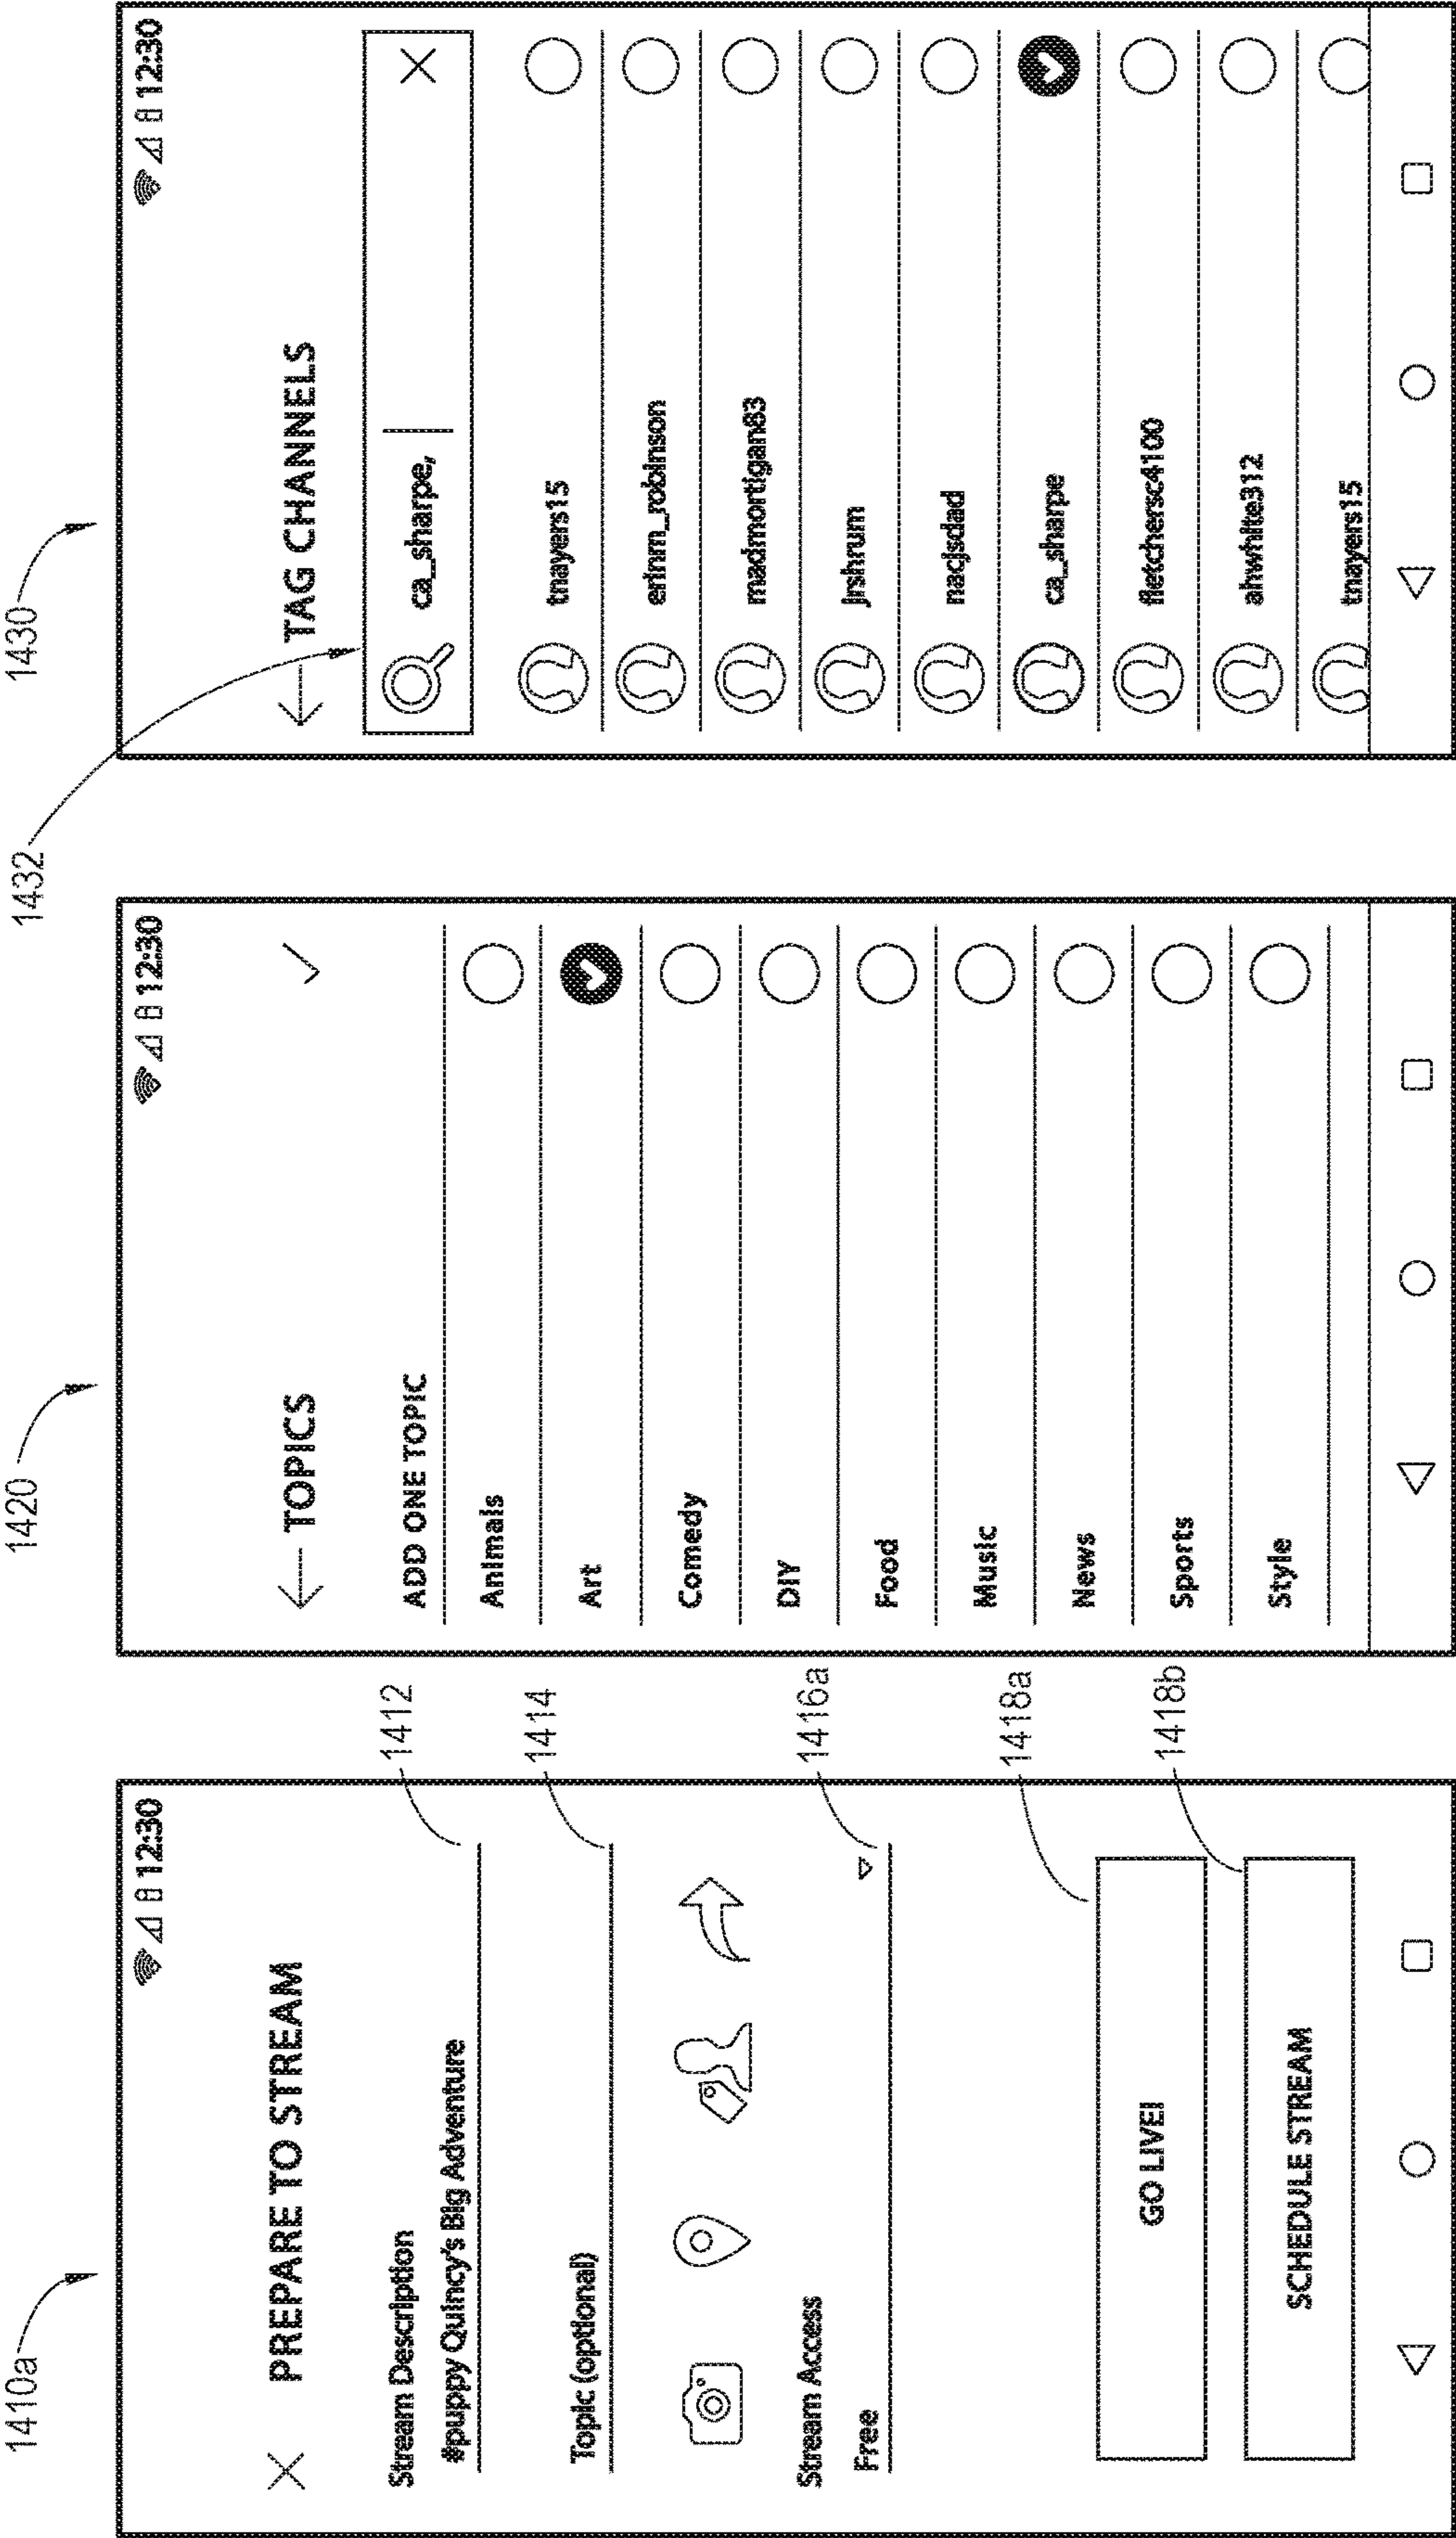 1410a
12:30
PREPARE TO STREAM
Stream Description
#puppy Quincy's Big Adventure
1412
Topic (optional)
1414
Stream Access
Free
1416a
GO LIVE!
1418a
SCHEDULE STREAM
1418b
1420
12:30
TOPICS
ADD ONE TOPIC
Animals
Art
Comedy
DIY
Food
Music
News
Sports
Style
1430
1432
12:30
TAG CHANNELS
ca_sharpe,
tnayers15
erinm_robinson
madmortigan83
jrshrum
nacjsdad
ca_sharpe
fletchersc4100
ahwhite312
tnayers15